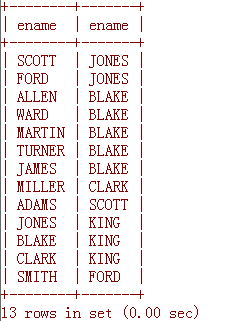 +--------+-------+
| ename  | ename |
+--------+-------+
| SCOTT  | JONES |
| FORD   | JONES |
| ALLEN  | BLAKE |
| WARD   | BLAKE |
| MARTIN | BLAKE |
| TURNER | BLAKE |
| JAMES  | BLAKE |
| MILLER | CLARK |
| ADAMS  | SCOTT |
| JONES  | KING  |
| BLAKE  | KING  |
| CLARK  | KING  |
| SMITH  | FORD  |
+--------+-------+
13 rows in set (0.00 sec)